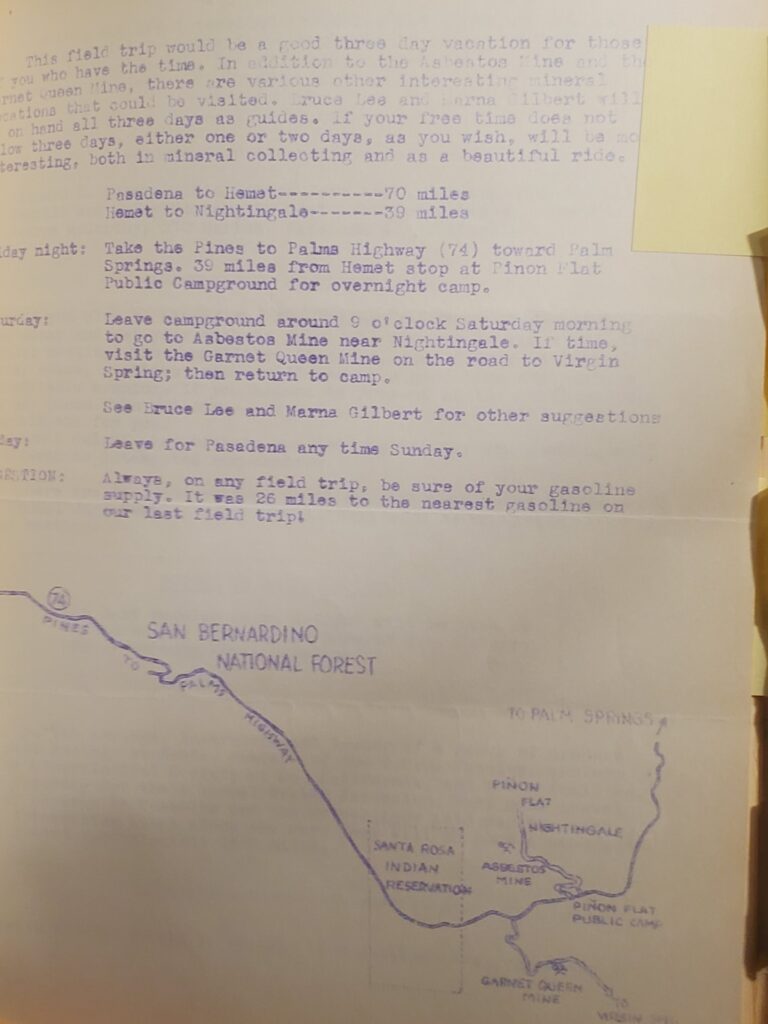 This field trip would be a good three day vacation for those
you who have the time. In addition to the Asbestos Mine and th
rnet Queen Mine, there are various other interesting mineral
cations that could be visited. Bruce Lee and Marna Gilbert will
on hand all three days as guides. If your free time does not
low three days, either one or two days, as you wish, will be mo
teresting, both in mineral collecting and as a beautiful ride.
Pasadena to Hemet----------70 miles
Hemet to Nightingale-------39 miles
day night: Take the Pines to Palms Highway (74) toward Palm
Springs. 39 miles from Hemet stop at Pinon Flat
Public Campground for overnight camp.
urday: Leave campground around 9 o'clock Saturday morning
to go to Asbestos Mine near Nightingale. If time,
visit the Garnet Queen Mine on the road to Virgin
Spring; then return to camp.
See Bruce Lee and Marna Gilbert for other suggestions
day: Leave for Pasadena any time Sunday.
ESTION: Always, on any field trip, be sure of your gasoline
supply. It was 26 miles to the nearest gasoline on
our last field trip!
74
PINES TO PALMS HIGHWAY
SAN BERNARDINO
NATIONAL FOREST
TO PALM SPRINGS
PIÑON
FLAT
NIGHTINGALE
ASBESTOS
MINE
SANTA ROSA
INDIAN
RESERVATION
PIÑON FLAT
PUBLIC CAMP
GARNET QUEEN
MINE
TO
VIRGIN SPR